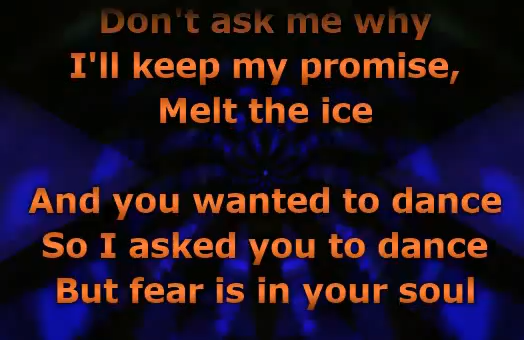 Don't ask me why
I'll keep my promise,
Melt the ice
And you wanted to dance
So I asked you to dance
But fear is in your soul